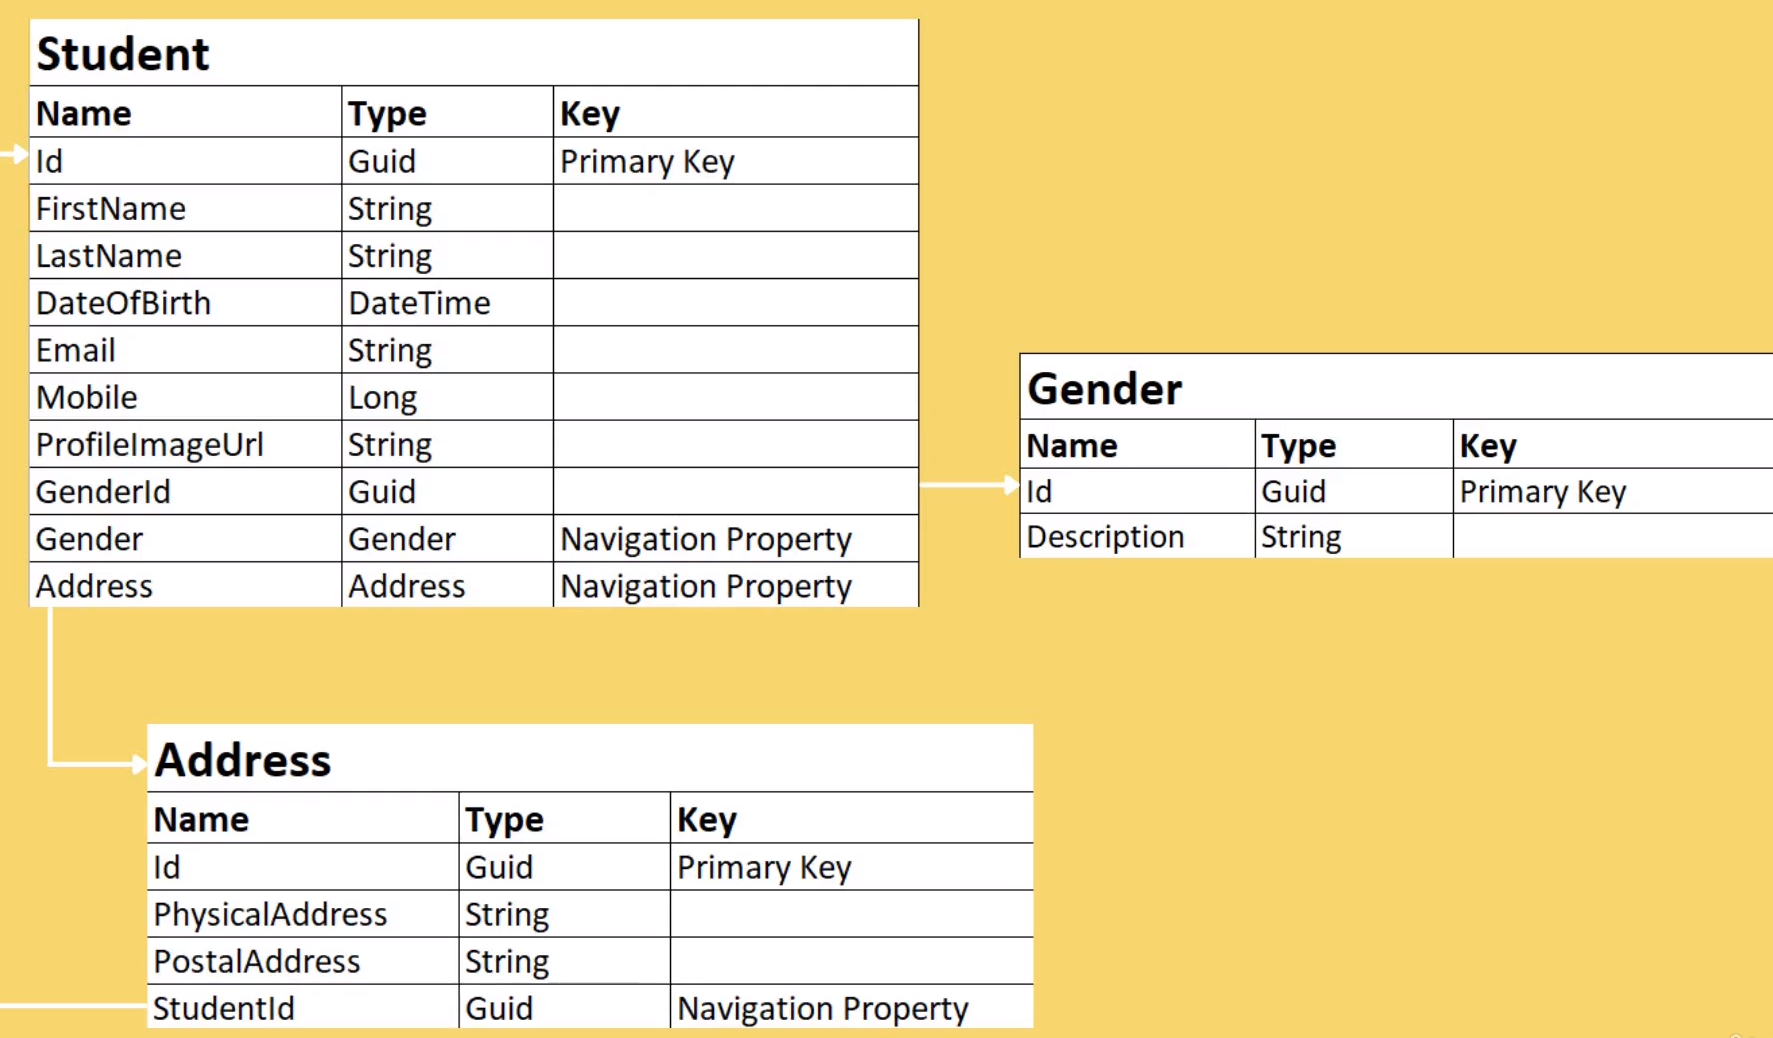 Student
Name Type Key
Id Guid Primary Key
FirstName String
LastName String
DateOfBirth DateTime
Email String
Mobile Long
ProfileImageUrl String
GenderId Guid
Gender Gender Navigation Property
Address Address Navigation Property
Gender
Name Type Key
Id Guid Primary Key
Description String
Address
Name Type Key
Id Guid Primary Key
PhysicalAddress String
PostalAddress String
StudentId Guid Navigation Property